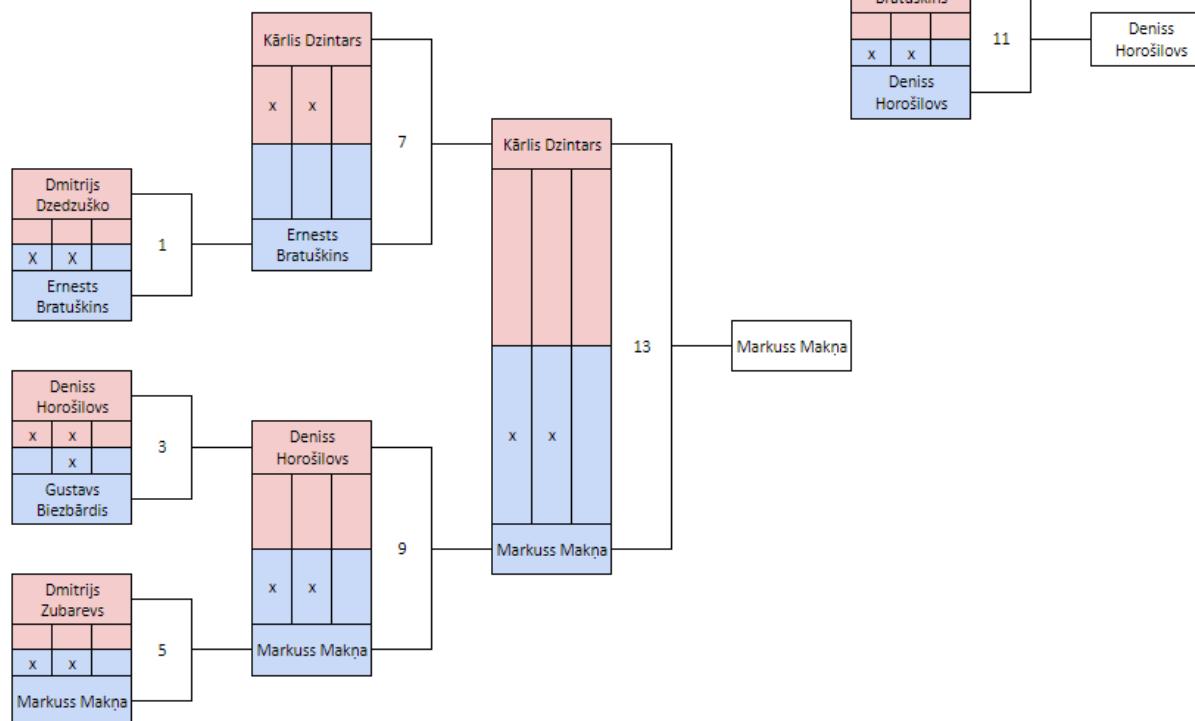 Kārlis Dzintars
x x
7
Ernests
Bratuškins
Dmitrijs
Dzedzuško
X X
1
Ernests
Bratuškins
Deniss
Horošilovs
x x
x
3
Gustavs
Biezbārdis
Dmitrijs
Zubarevs
x x
5
Markuss Makņa
Deniss
Horošilovs
x x
9
Markuss Makņa
Kārlis Dzintars
x x
13
Markuss Makņa
Markuss Makņa
Bratuškins
x x
11
Deniss
Horošilovs
Deniss
Horošilovs